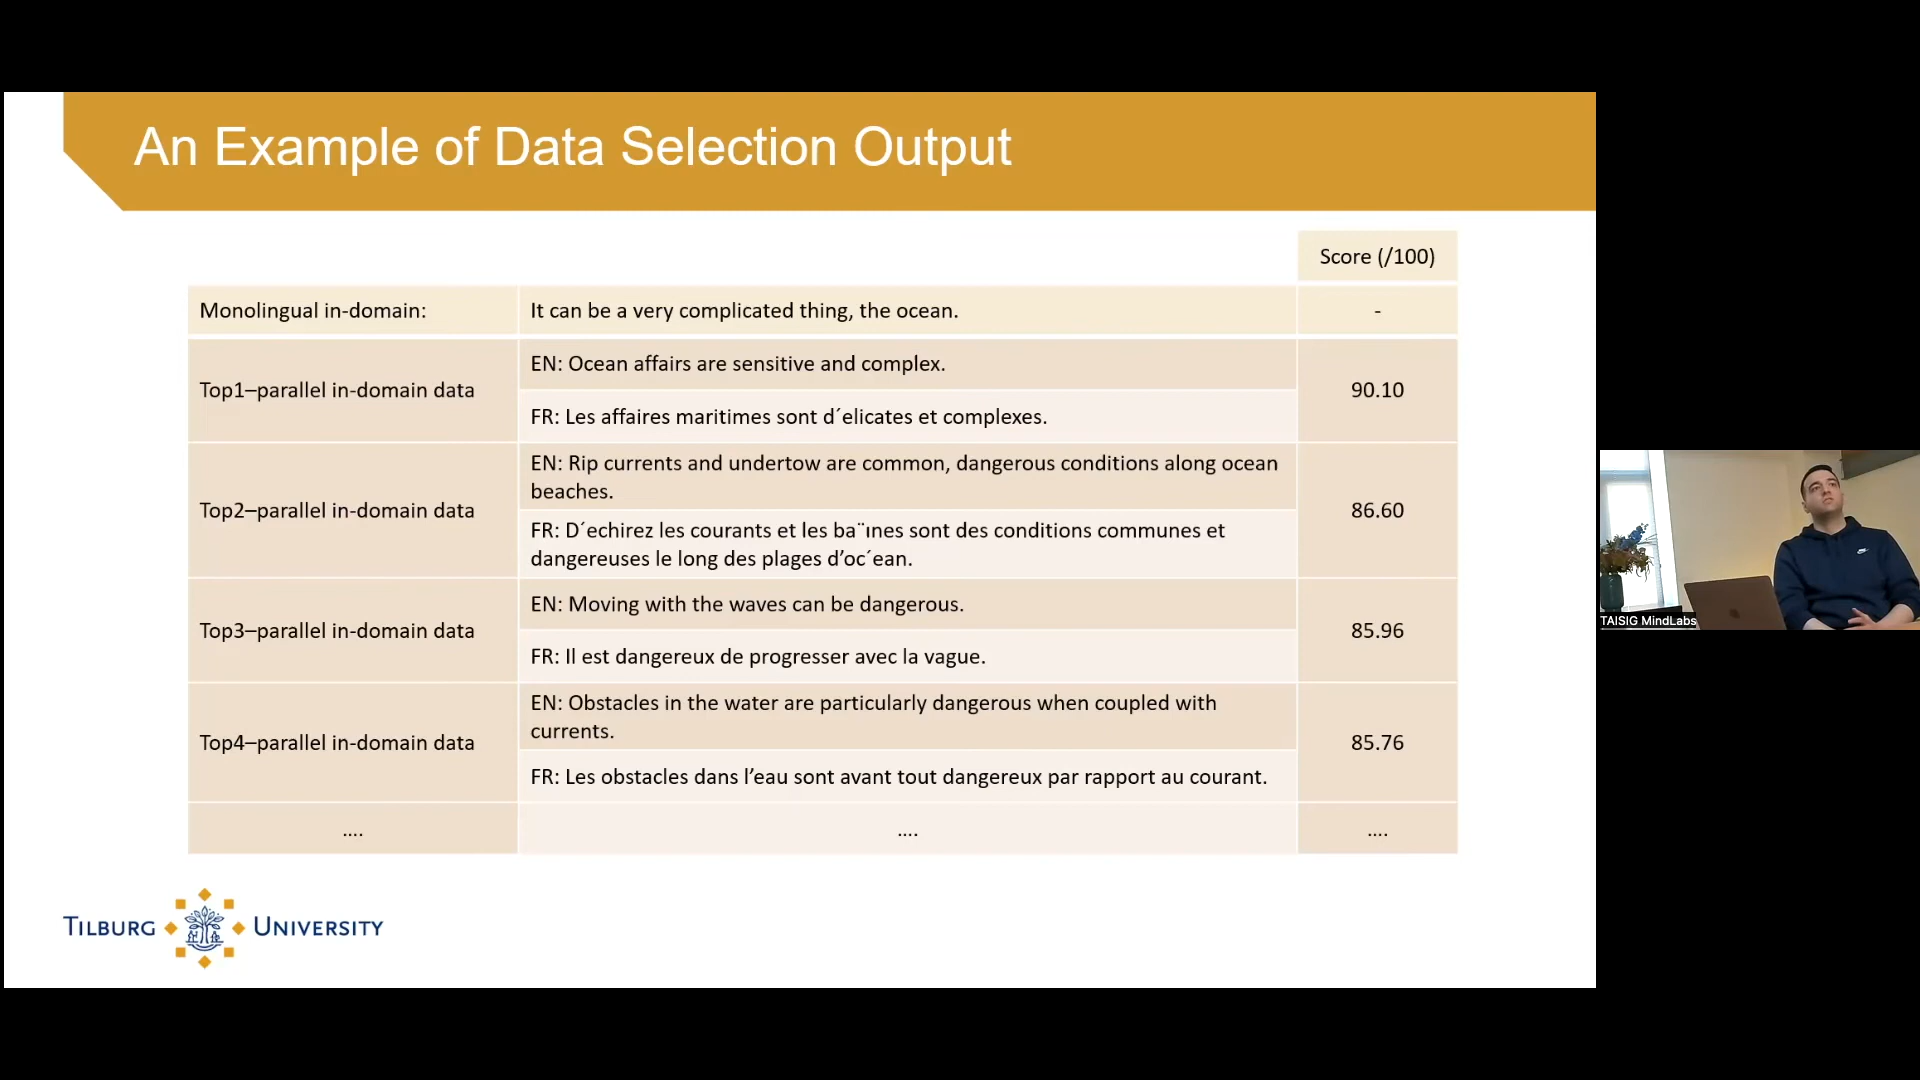 An Example of Data Selection Output
Score (/100)
Monolingual in-domain:
It can be a very complicated thing, the ocean.
-
Top1–parallel in-domain data
EN: Ocean affairs are sensitive and complex.
FR: Les affaires maritimes sont d´elicates et complexes.
90.10
Top2–parallel in-domain data
EN: Rip currents and undertow are common, dangerous conditions along ocean
beaches.
FR: D´echirez les courants et les ba¨ınes sont des conditions communes et
dangereuses le long des plages d’oc´ean.
86.60
Top3–parallel in-domain data
EN: Moving with the waves can be dangerous.
FR: Il est dangereux de progresser avec la vague.
85.96
Top4–parallel in-domain data
EN: Obstacles in the water are particularly dangerous when coupled with
currents.
FR: Les obstacles dans l’eau sont avant tout dangereux par rapport au courant.
85.76
....
....
....
TILBURG UNIVERSITY
TAISIG MindLabs